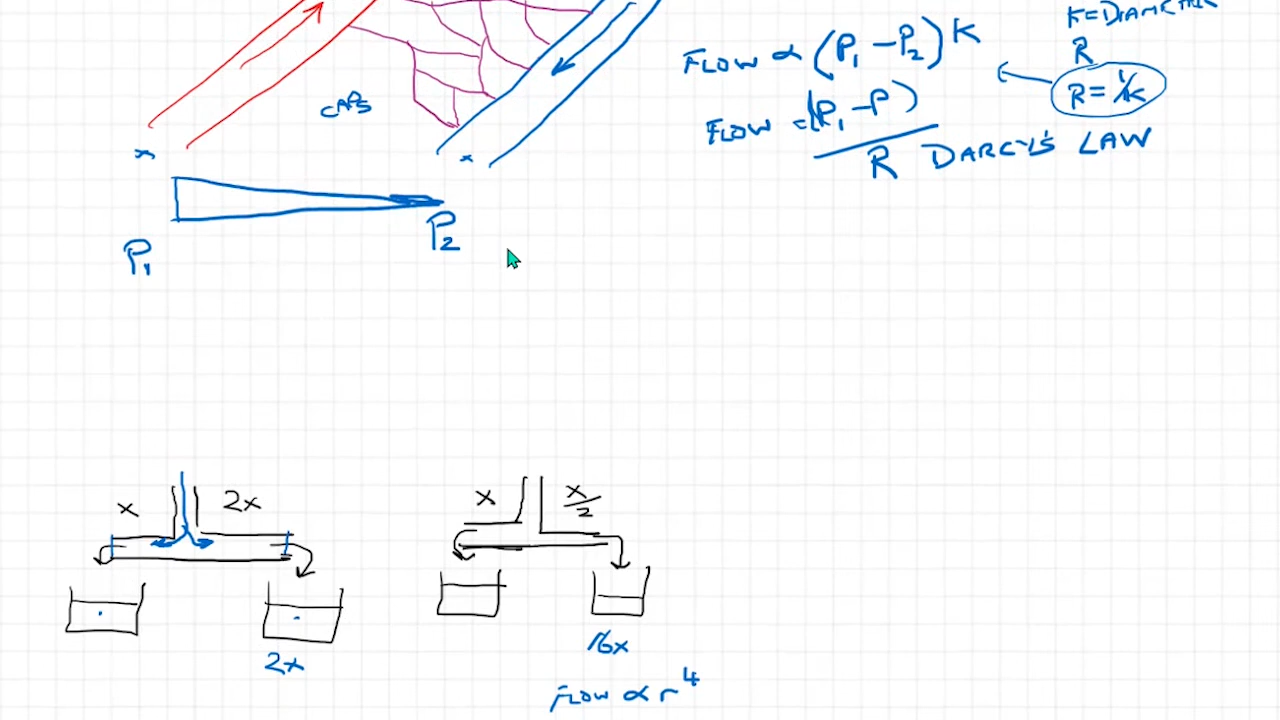 K=DIAMETER
FLOW ∝ (P₁ – P₂) K
R
R = 1/K
FLOW = (P₁ – P)
R
DARCY'S LAW
CAPS
x
x
P₁
P₂
x
2x
x
x/2
2x
16x
FLOW ∝ r⁴